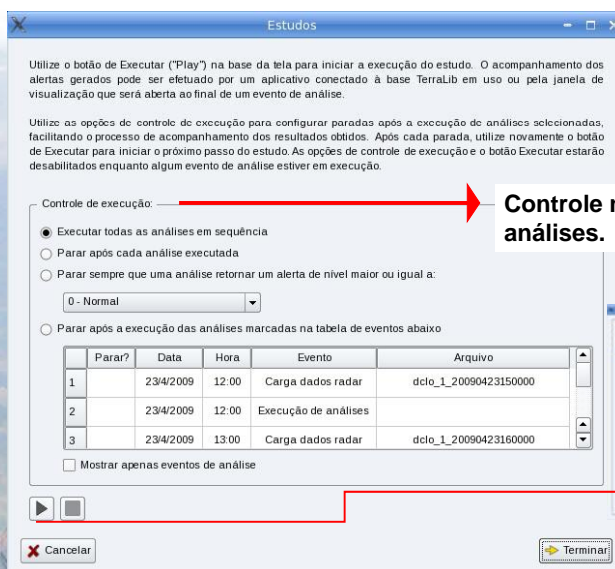 Estudos
Utilize o botão de Executar ("Play") na base da tela para iniciar a execução do estudo. O acompanhamento dos
alertas gerados pode ser efetuado por um aplicativo conectado à base TerraLib em uso ou pela janela de
visualização que será aberta ao final de um evento de análise.
Utilize as opções de controle de execução para configurar paradas após a execução de análises selecionadas,
facilitando o processo de acompanhamento dos resultados obtidos. Após cada parada, utilize novamente o botão
de Executar para iniciar o próximo passo do estudo. As opções de controle de execução e o botão Executar estarão
desabilitados enquanto algum evento de análise estiver em execução.
Controle de execução:
Controle
análises.
Executar todas as análises em sequência
Parar após cada análise executada
Parar sempre que uma análise retornar um alerta de nível maior ou igual a:
0 - Normal
Parar após a execução das análises marcadas na tabela de eventos abaixo
Parar? Data Hora Evento Arquivo
1 23/4/2009 12:00 Carga dados radar dclo_1_20090423150000
2 23/4/2009 12:00 Execução de análises
3 23/4/2009 13:00 Carga dados radar dclo_1_20090423160000
Mostrar apenas eventos de análise
Cancelar
Terminar